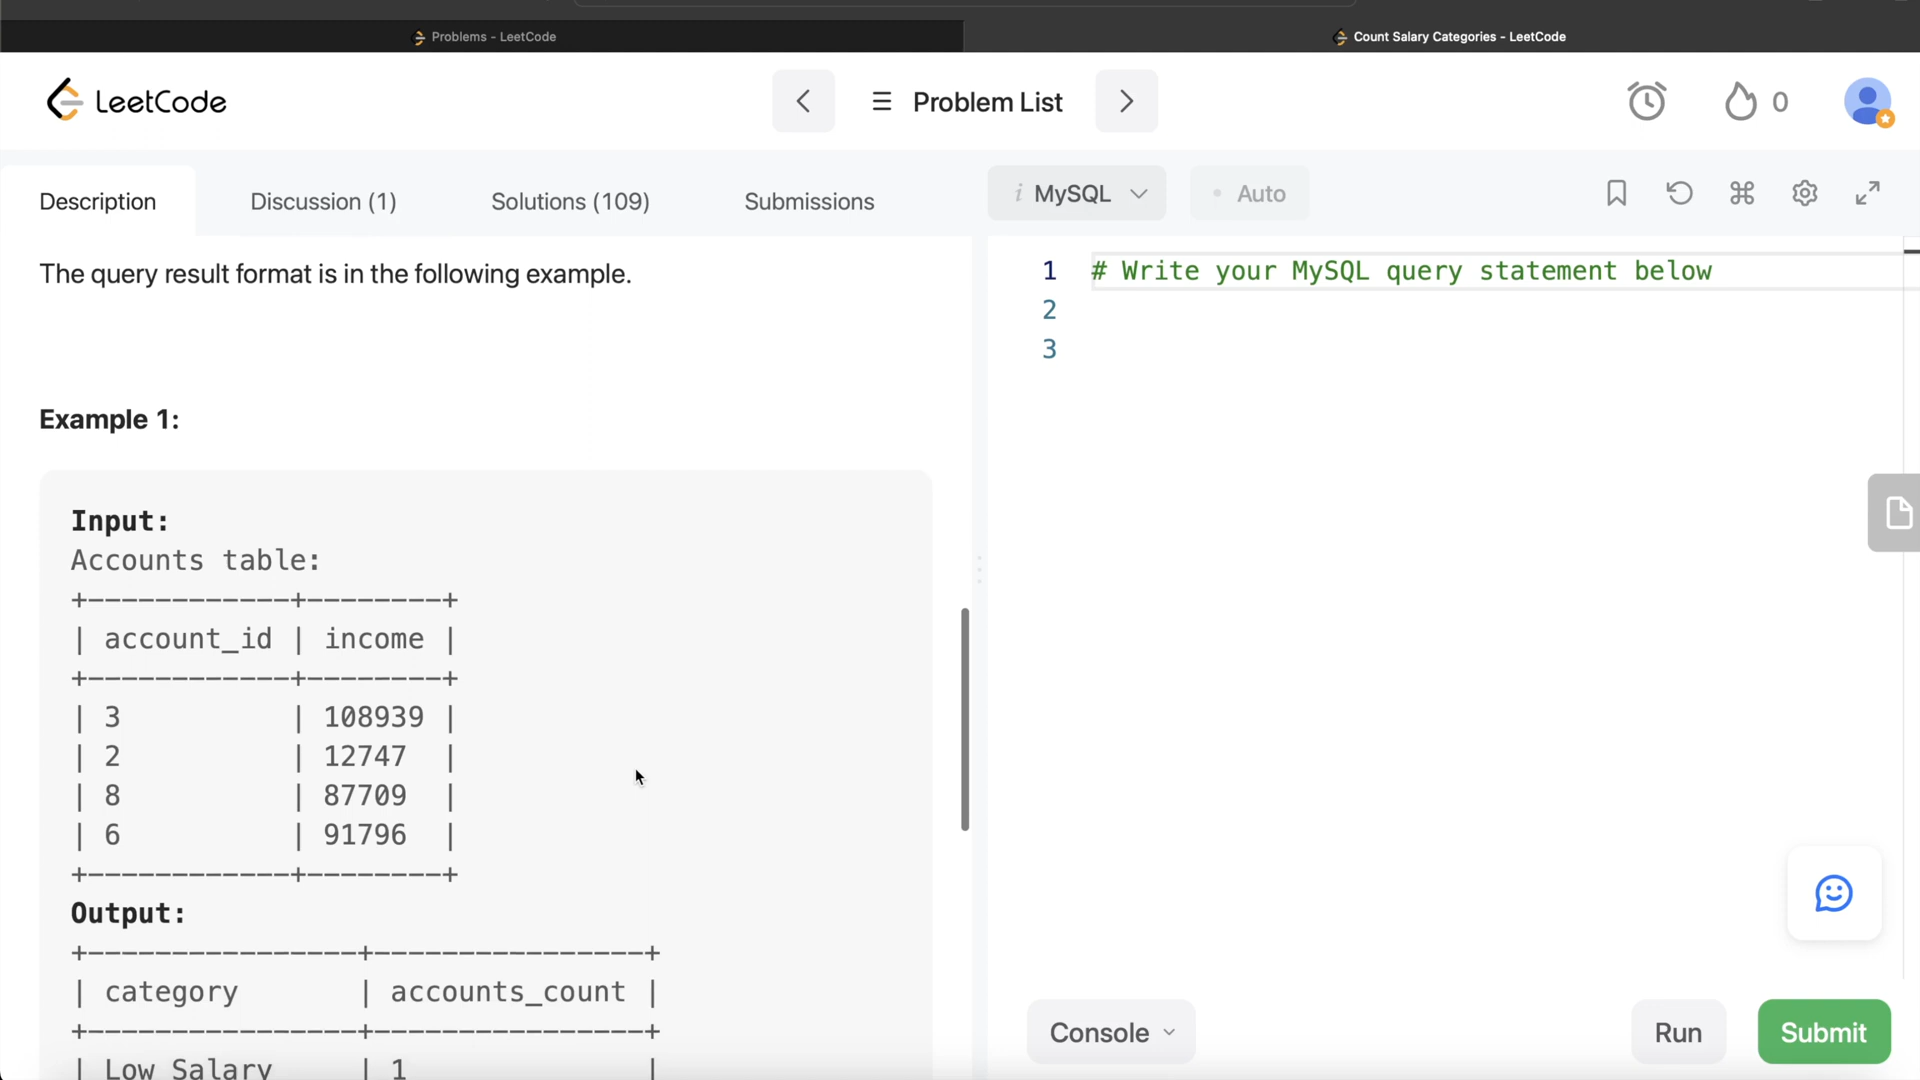 Problems - LeetCode
Count Salary Categories - LeetCode
LeetCode
Problem List
0
Description
Discussion (1)
Solutions (109)
Submissions
i MySQL
Auto
The query result format is in the following example.
Example 1:
Input:
Accounts table:
+------------+--------+
| account_id | income |
+------------+--------+
| 3          | 108939 |
| 2          | 12747  |
| 8          | 87709  |
| 6          | 91796  |
+------------+--------+
Output:
+----------------+----------------+
| category       | accounts_count |
+----------------+----------------+
| Low Salary     | 1              |
1 # Write your MySQL query statement below
2
3
Console
Run
Submit